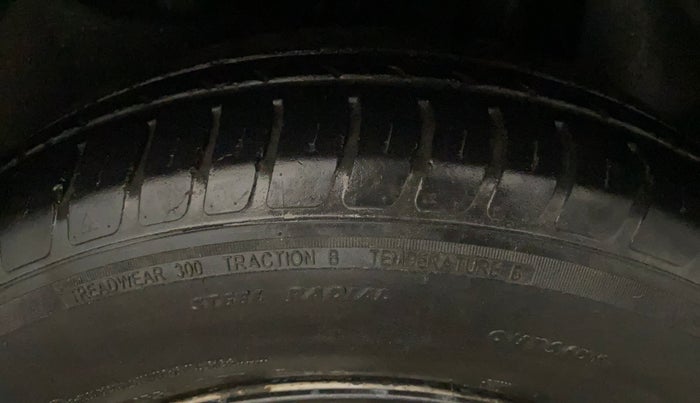 TREADWEAR 300 TRACTION B TEMPERATURE B
STEEL RADIAL